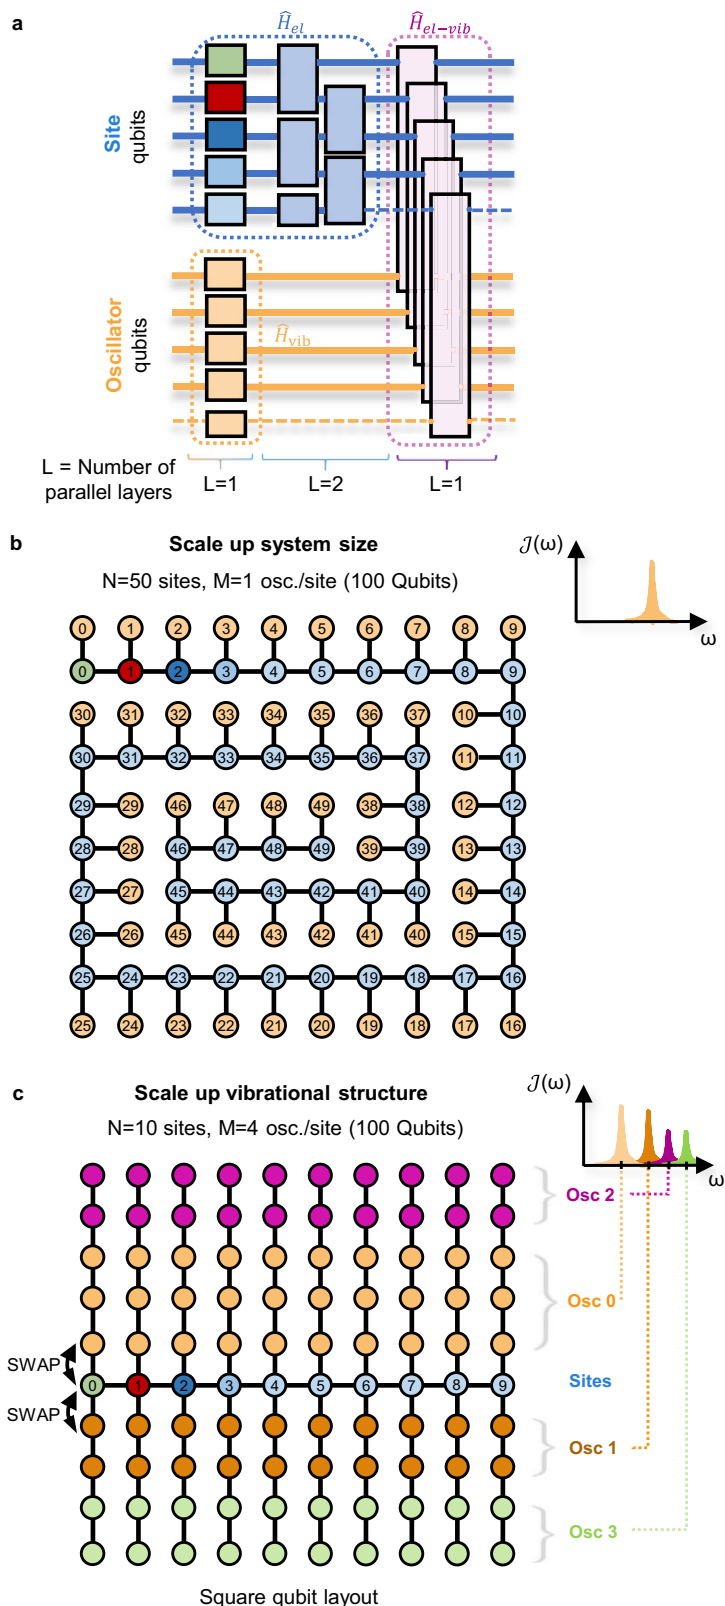 a
Ĥel
Ĥel−vib
Site
qubits
Oscillator
qubits
Ĥvib
L = Number of
parallel layers
L=1
L=2
L=1
b
Scale up system size
N=50 sites, M=1 osc./site (100 Qubits)
𝒥(ω)
ω
0 1 2 3 4 5 6 7 8 9
0 1 2 3 4 5 6 7 8 9
30 31 32 33 34 35 36 37 10 10
30 31 32 33 34 35 36 37 11 11
29 29 46 47 48 49 38 38 12 12
28 28 46 47 48 49 39 39 13 13
27 27 45 44 43 42 41 40 14 14
26 26 45 44 43 42 41 40 15 15
25 24 23 22 21 20 19 18 17 16
25 24 23 22 21 20 19 18 17 16
c
Scale up vibrational structure
N=10 sites, M=4 osc./site (100 Qubits)
𝒥(ω)
ω
Osc 2
Osc 0
SWAP
0 1 2 3 4 5 6 7 8 9
Sites
SWAP
Osc 1
Osc 3
Square qubit layout